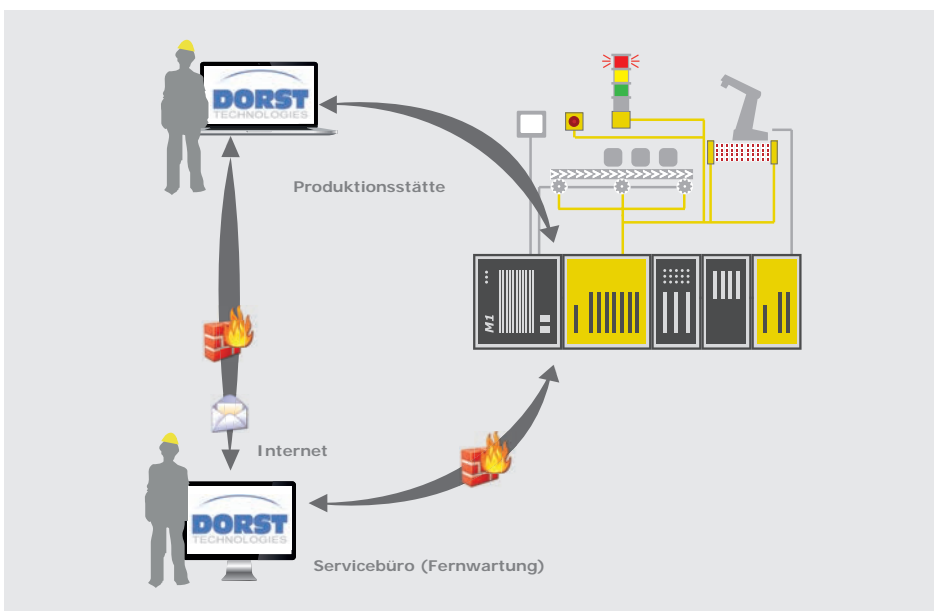 DORST
TECHNOLOGIES
Produktionsstätte
M1
Internet
DORST
TECHNOLOGIES
Servicebüro (Fernwartung)